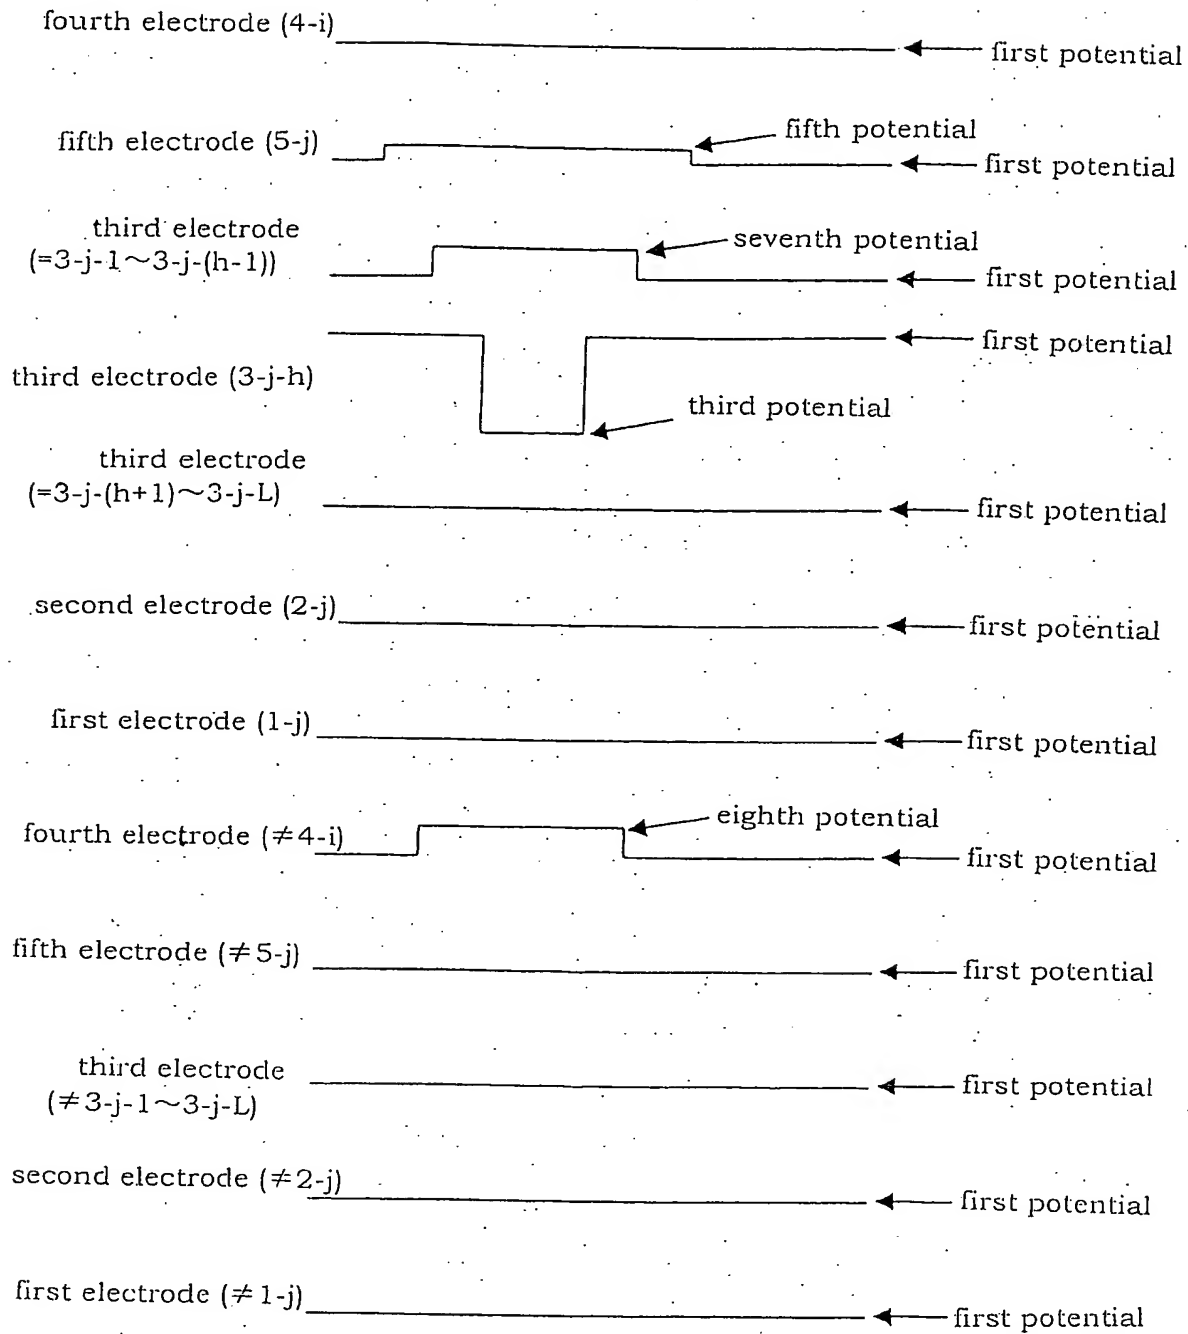 fourth electrode (4-i)
first potential
fifth electrode (5-j)
fifth potential
first potential
third electrode
(=3-j-1~3-j-(h-1))
seventh potential
first potential
first potential
third electrode (3-j-h)
third potential
third electrode
(=3-j-(h+1)~3-j-L)
first potential
second electrode (2-j)
first potential
first electrode (1-j)
first potential
fourth electrode (≠4-i)
eighth potential
first potential
fifth electrode (≠5-j)
first potential
third electrode
(≠3-j-1~3-j-L)
first potential
second electrode (≠2-j)
first potential
first electrode (≠1-j)
first potential